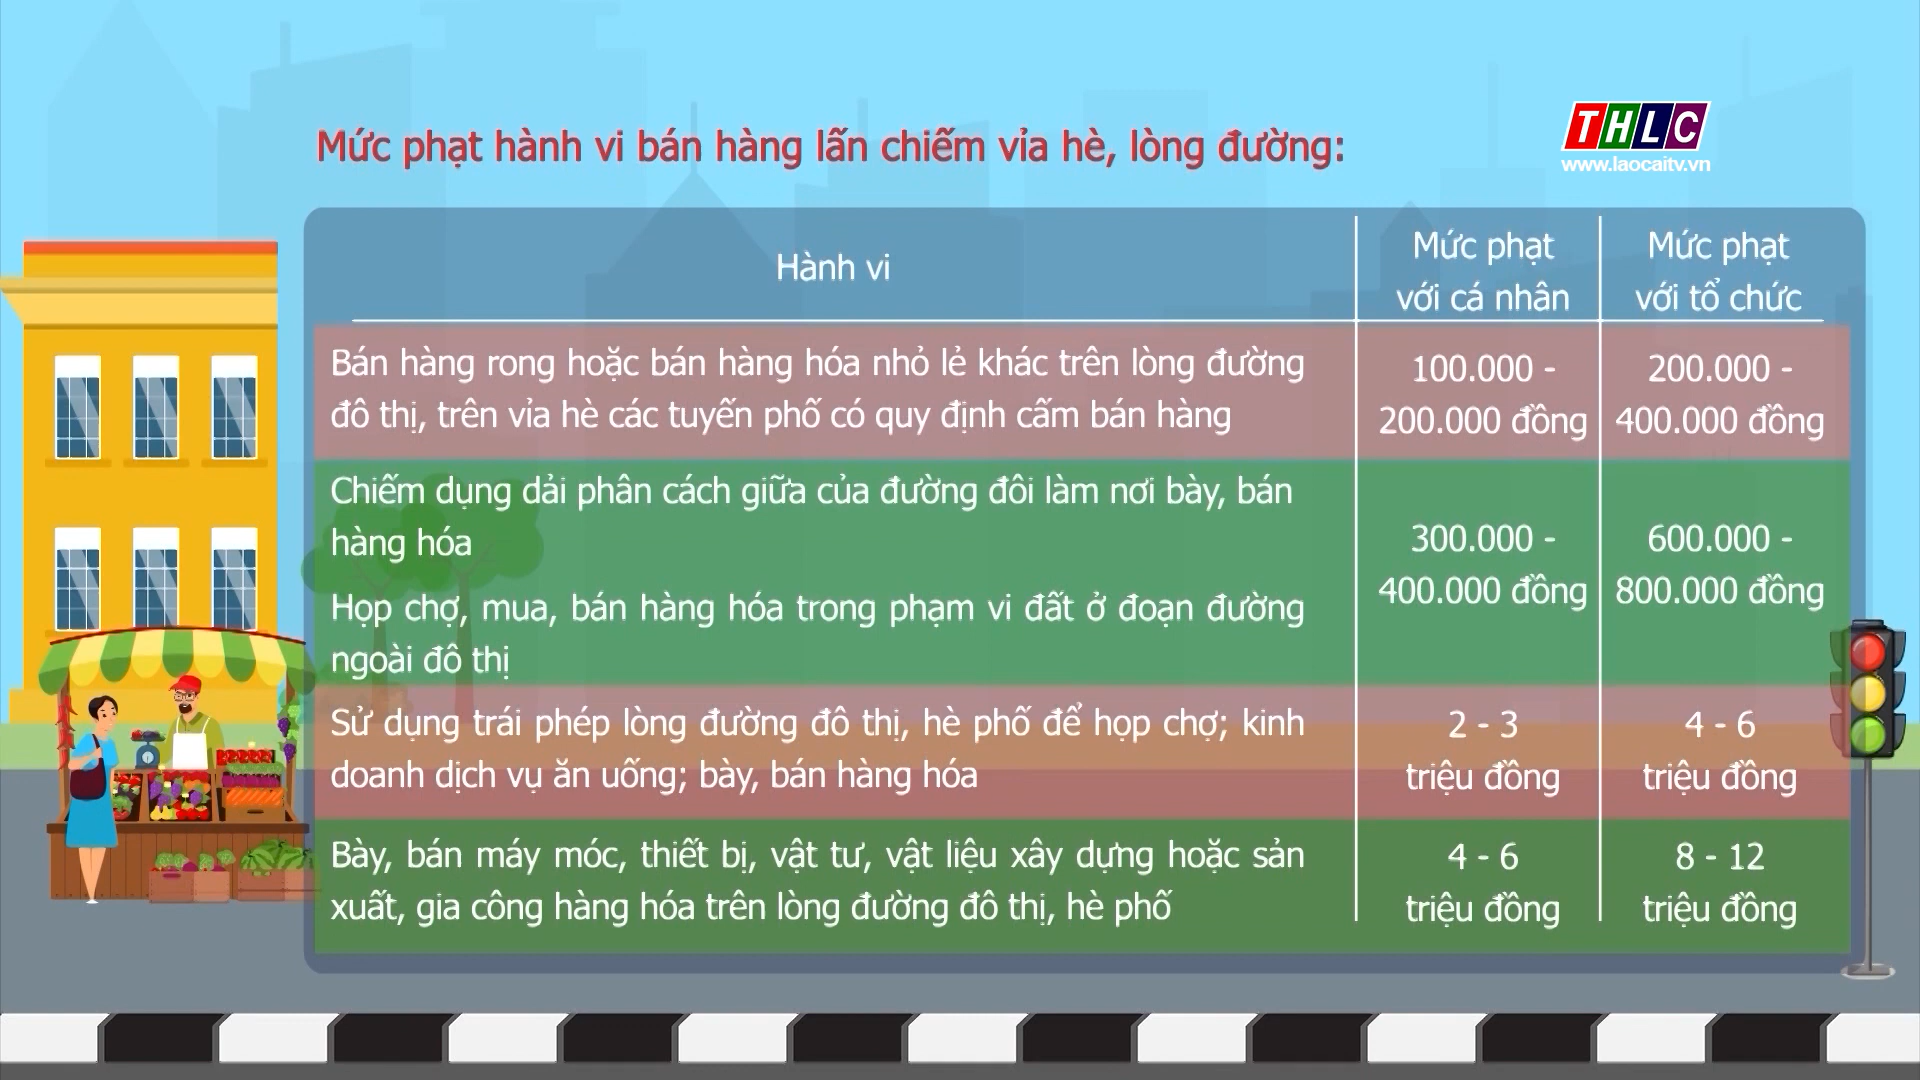 Mức phạt hành vi bán hàng lấn chiếm vỉa hè, lòng đường:
THLC
www.laocaitv.vn
Hành vi
Mức phạt
với cá nhân
Mức phạt
với tổ chức
Bán hàng rong hoặc bán hàng hóa nhỏ lẻ khác trên lòng đường
đô thị, trên vỉa hè các tuyến phố có quy định cấm bán hàng
100.000 -
200.000 đồng
200.000 -
400.000 đồng
Chiếm dụng dải phân cách giữa của đường đôi làm nơi bày, bán
hàng hóa
Họp chợ, mua, bán hàng hóa trong phạm vi đất ở đoạn đường
ngoài đô thị
300.000 -
400.000 đồng
600.000 -
800.000 đồng
Sử dụng trái phép lòng đường đô thị, hè phố để họp chợ; kinh
doanh dịch vụ ăn uống; bày, bán hàng hóa
2 - 3
triệu đồng
4 - 6
triệu đồng
Bày, bán máy móc, thiết bị, vật tư, vật liệu xây dựng hoặc sản
xuất, gia công hàng hóa trên lòng đường đô thị, hè phố
4 - 6
triệu đồng
8 - 12
triệu đồng